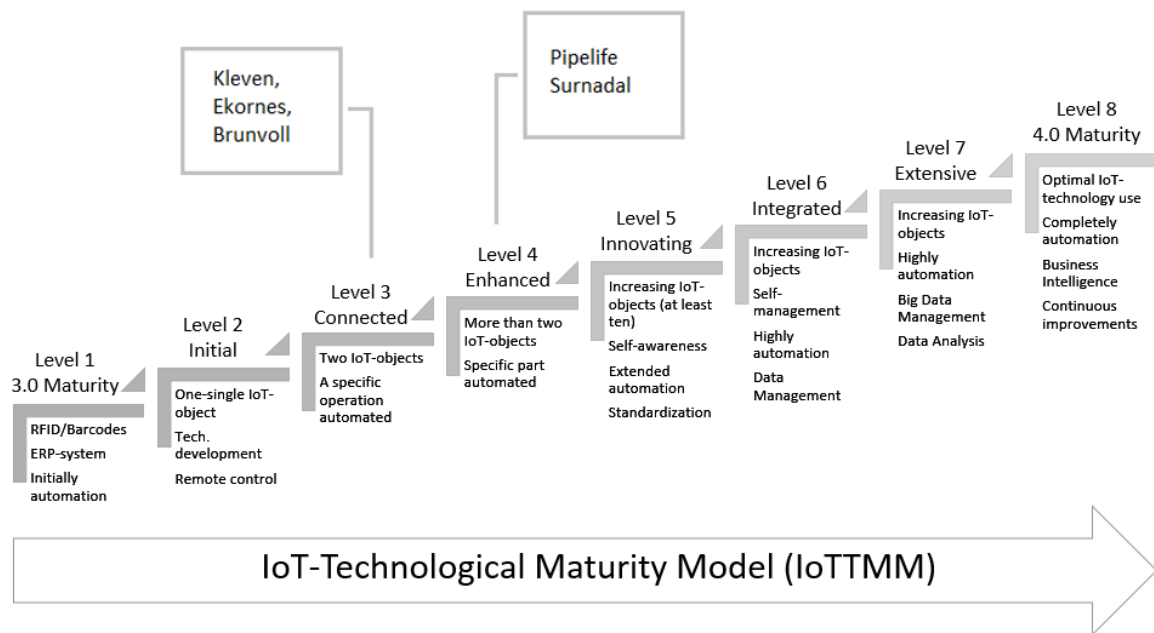 Kleven,
Ekornes,
Brunvoll
Pipelife
Surnadal
Level 1
3.0 Maturity
RFID/Barcodes
ERP-system
Initially
automation
Level 2
Initial
One-single IoT-
object
Tech.
development
Remote control
Level 3
Connected
Two IoT-objects
A specific
operation
automated
Level 4
Enhanced
More than two
IoT-objects
Specific part
automated
Level 5
Innovating
Increasing IoT-
objects (at least
ten)
Self-awareness
Extended
automation
Standardization
Level 6
Integrated
Increasing IoT-
objects
Self-
management
Highly
automation
Data
Management
Level 7
Extensive
Increasing IoT-
objects
Highly
automation
Big Data
Management
Data Analysis
Level 8
4.0 Maturity
Optimal IoT-
technology use
Completely
automation
Business
Intelligence
Continuous
improvements
IoT-Technological Maturity Model (IoTTMM)